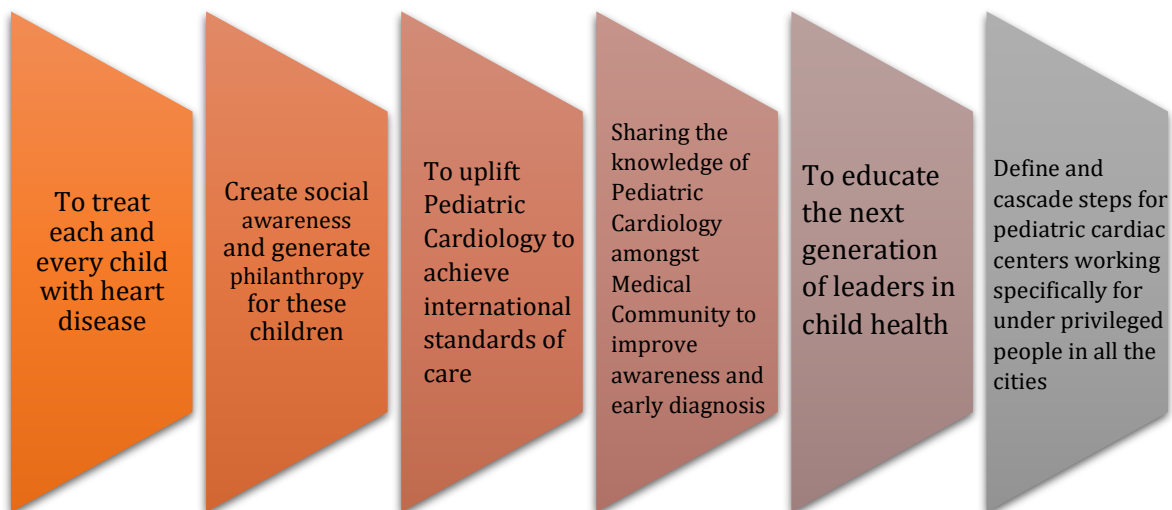 To treat
each and
every child
with heart
disease
Create social
awareness
and generate
philanthropy
for these
children
To uplift
Pediatric
Cardiology to
achieve
international
standards of
care
Sharing the
knowledge of
Pediatric
Cardiology
amongst
Medical
Community to
improve
awareness and
early diagnosis
To educate
the next
generation
of leaders in
child health
Define and
cascade steps for
pediatric cardiac
centers working
specifically for
under privileged
people in all the
cities